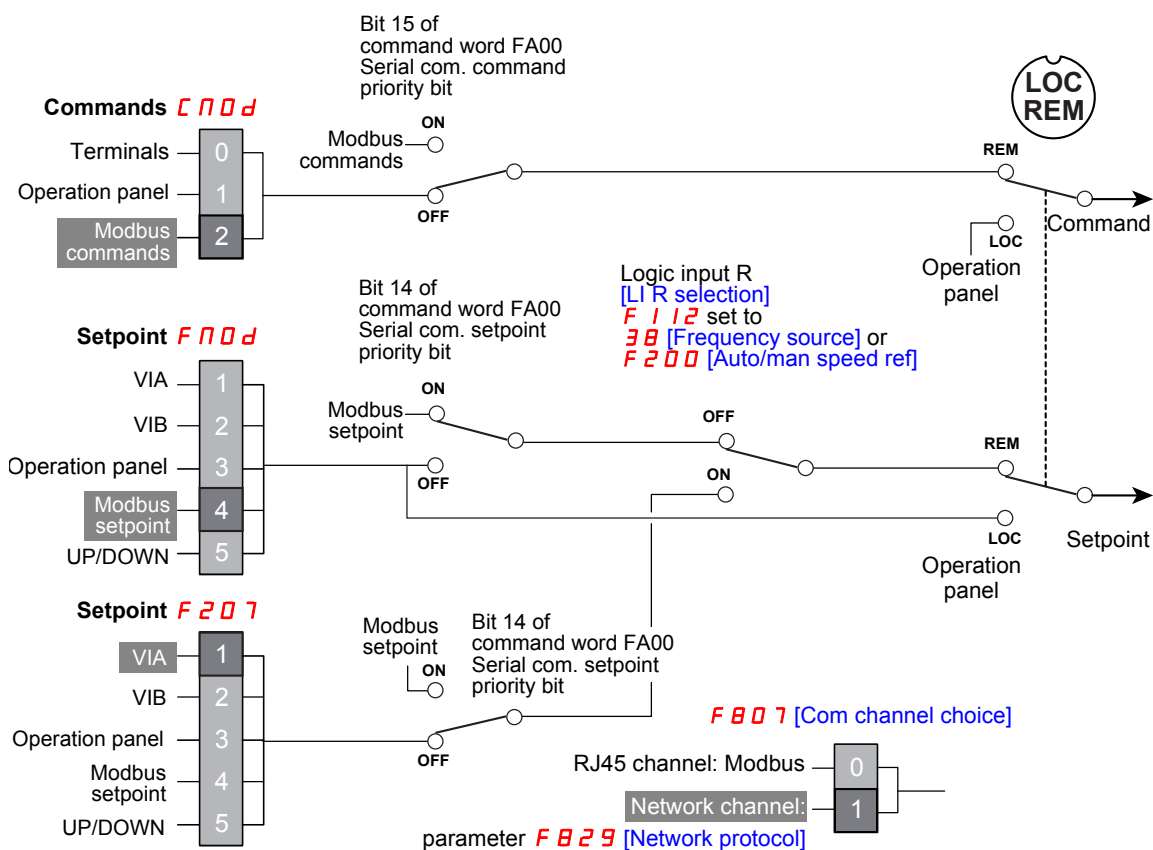 Bit 15 of
command word FA00
Serial com. command
priority bit
LOC
REM
Commands CMOd
Terminals
0
Operation panel
1
Modbus
commands
2
ON
Modbus
commands
OFF
REM
Command
LOC
Operation
panel
Bit 14 of
command word FA00
Serial com. setpoint
priority bit
Logic input R
[LI R selection]
F112 set to
38 [Frequency source] or
F200 [Auto/man speed ref]
Setpoint FMOd
VIA
1
VIB
2
Operation panel
3
Modbus
setpoint
4
UP/DOWN
5
ON
Modbus
setpoint
OFF
OFF
ON
REM
LOC
Setpoint
Operation
panel
Setpoint F207
VIA
1
VIB
2
Operation panel
3
Modbus
setpoint
4
UP/DOWN
5
Modbus
setpoint
ON
OFF
Bit 14 of
command word FA00
Serial com. setpoint
priority bit
F807 [Com channel choice]
RJ45 channel: Modbus
0
Network channel:
1
parameter F829 [Network protocol]